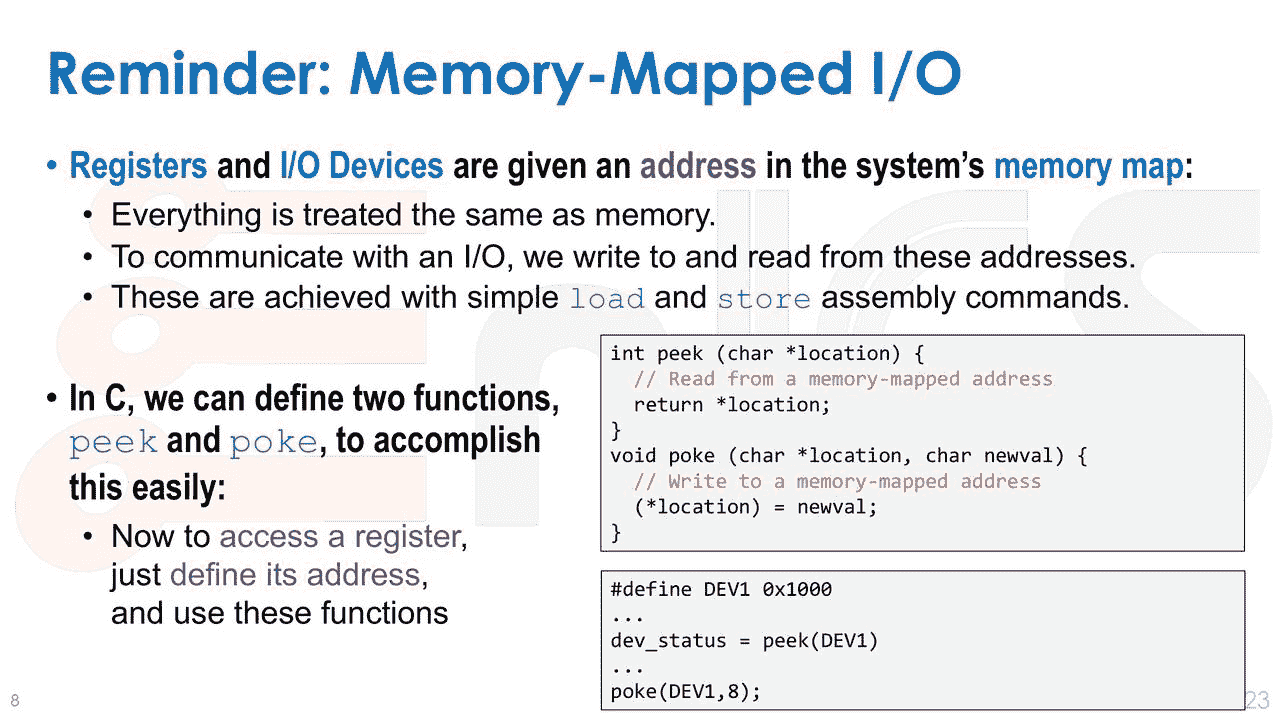 Reminder: Memory-Mapped I/O
• Registers and I/O Devices are given an address in the system’s memory map:
• Everything is treated the same as memory.
• To communicate with an I/O, we write to and read from these addresses.
• These are achieved with simple load and store assembly commands.
• In C, we can define two functions,
peek and poke, to accomplish
this easily:
• Now to access a register,
just define its address,
and use these functions
int peek (char *location) {
// Read from a memory-mapped address
return *location;
}
void poke (char *location, char newval) {
// Write to a memory-mapped address
(*location) = newval;
}
#define DEV1 0x1000
...
dev_status = peek(DEV1)
...
poke(DEV1,8);
8
23